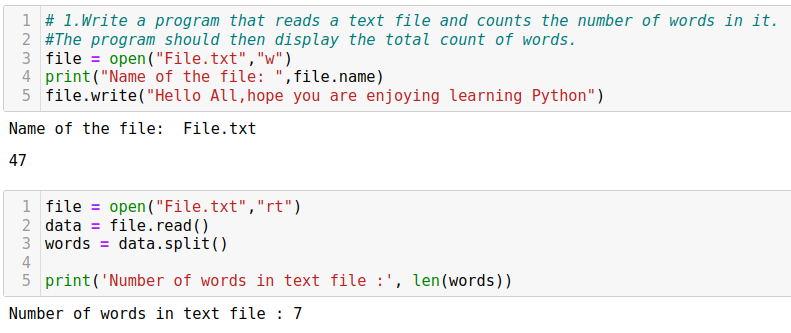 1 # 1.Write a program that reads a text file and counts the number of words in it.
2 #The program should then display the total count of words.
3 file = open("File.txt","w")
4 print("Name of the file: ",file.name)
5 file.write("Hello All,hope you are enjoying learning Python")
Name of the file:  File.txt
47
1 file = open("File.txt","rt")
2 data = file.read()
3 words = data.split()
4
5 print('Number of words in text file :', len(words))
Number of words in text file : 7